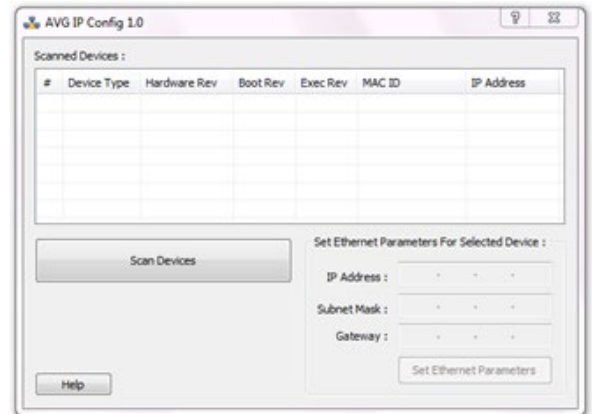 AVG IP Config 1.0
Scanned Devices :
# Device Type Hardware Rev Boot Rev Exec Rev MAC ID IP Address
Scan Devices
Set Ethernet Parameters For Selected Device :
IP Address :
Subnet Mask :
Gateway :
Set Ethernet Parameters
Help